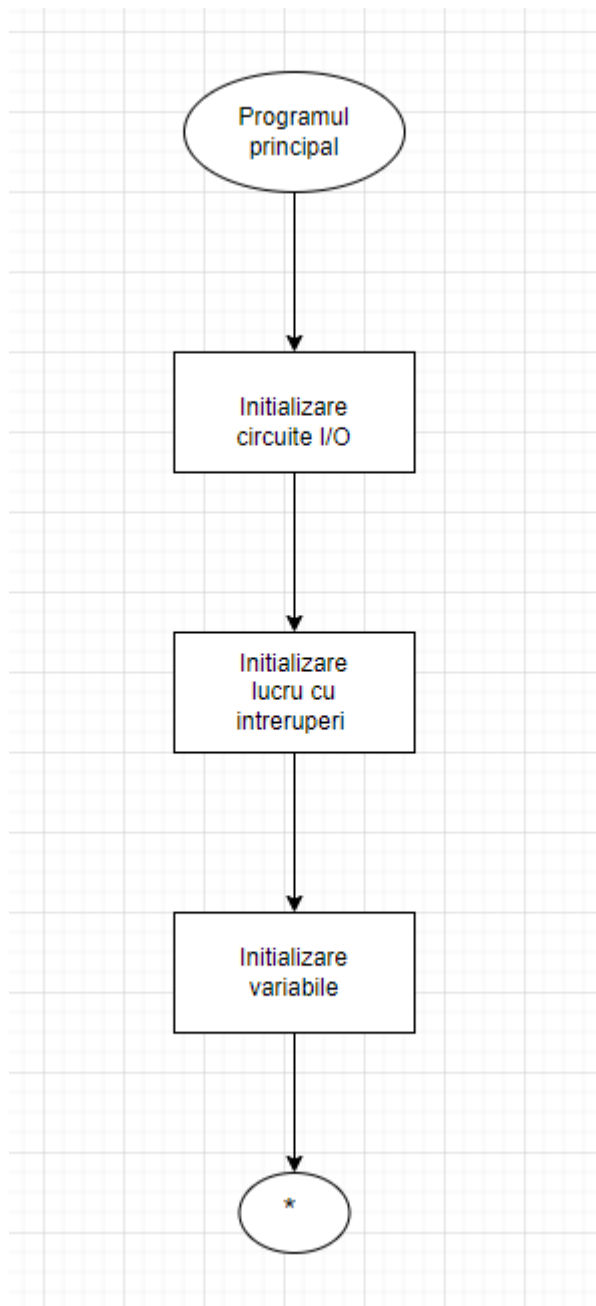 Programul
principal
Initializare
circuite I/O
Initializare
lucru cu
intreruperi
Initializare
variabile
*